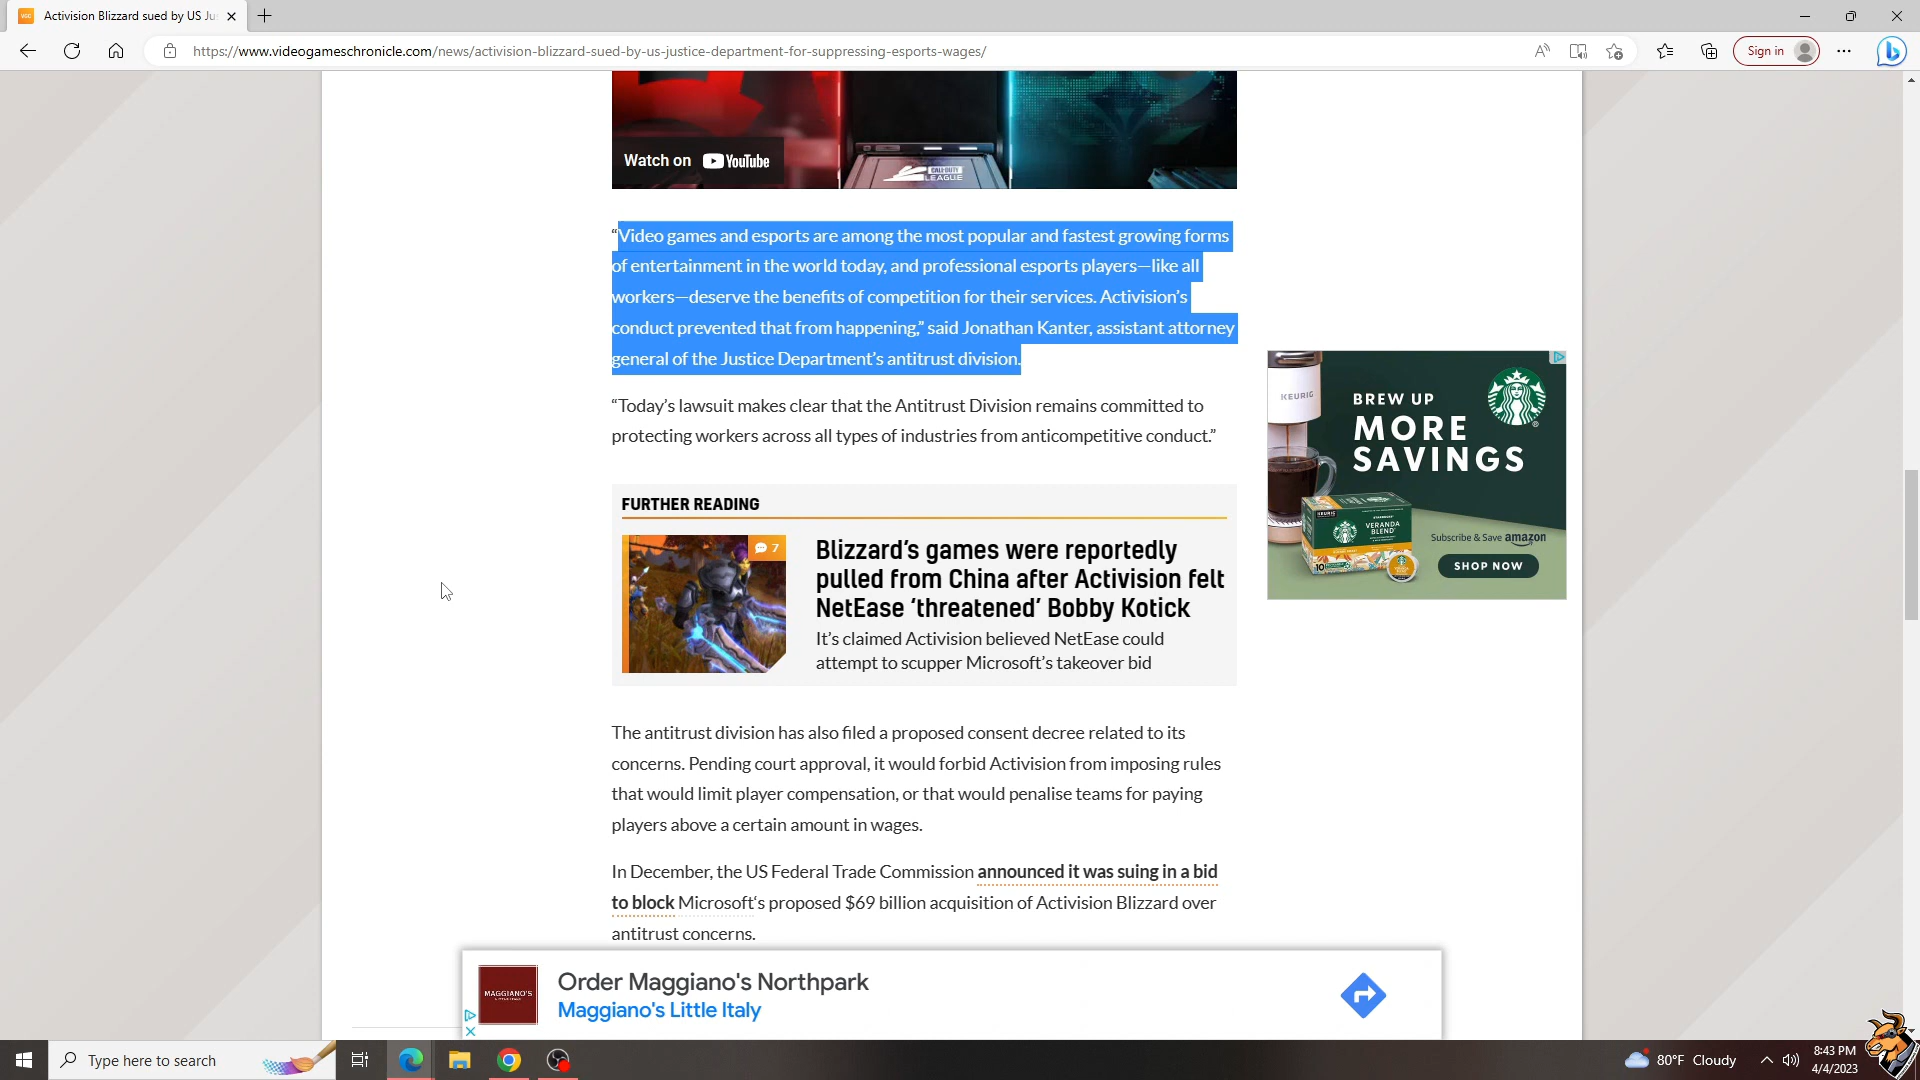 VGC Activision Blizzard sued by US Ju
https://www.videogameschronicle.com/news/activision-blizzard-sued-by-us-justice-department-for-suppressing-esports-wages/
Sign in
Watch on YouTube
CALL OF DUTY
LEAGUE
“Video games and esports are among the most popular and fastest growing forms
of entertainment in the world today, and professional esports players—like all
workers—deserve the benefits of competition for their services. Activision’s
conduct prevented that from happening,” said Jonathan Kanter, assistant attorney
general of the Justice Department’s antitrust division.
“Today’s lawsuit makes clear that the Antitrust Division remains committed to
protecting workers across all types of industries from anticompetitive conduct.”
FURTHER READING
7
Blizzard’s games were reportedly
pulled from China after Activision felt
NetEase ‘threatened’ Bobby Kotick
It’s claimed Activision believed NetEase could
attempt to scupper Microsoft’s takeover bid
The antitrust division has also filed a proposed consent decree related to its
concerns. Pending court approval, it would forbid Activision from imposing rules
that would limit player compensation, or that would penalise teams for paying
players above a certain amount in wages.
In December, the US Federal Trade Commission announced it was suing in a bid
to block Microsoft‘s proposed $69 billion acquisition of Activision Blizzard over
antitrust concerns.
KEURIG
BREW UP
MORE
SAVINGS
KEURIG
VERANDA
BLEND
10
Subscribe & Save amazon
SHOP NOW
MAGGIANO'S
Order Maggiano's Northpark
Maggiano's Little Italy
Type here to search
80°F Cloudy
8:43 PM
4/4/2023